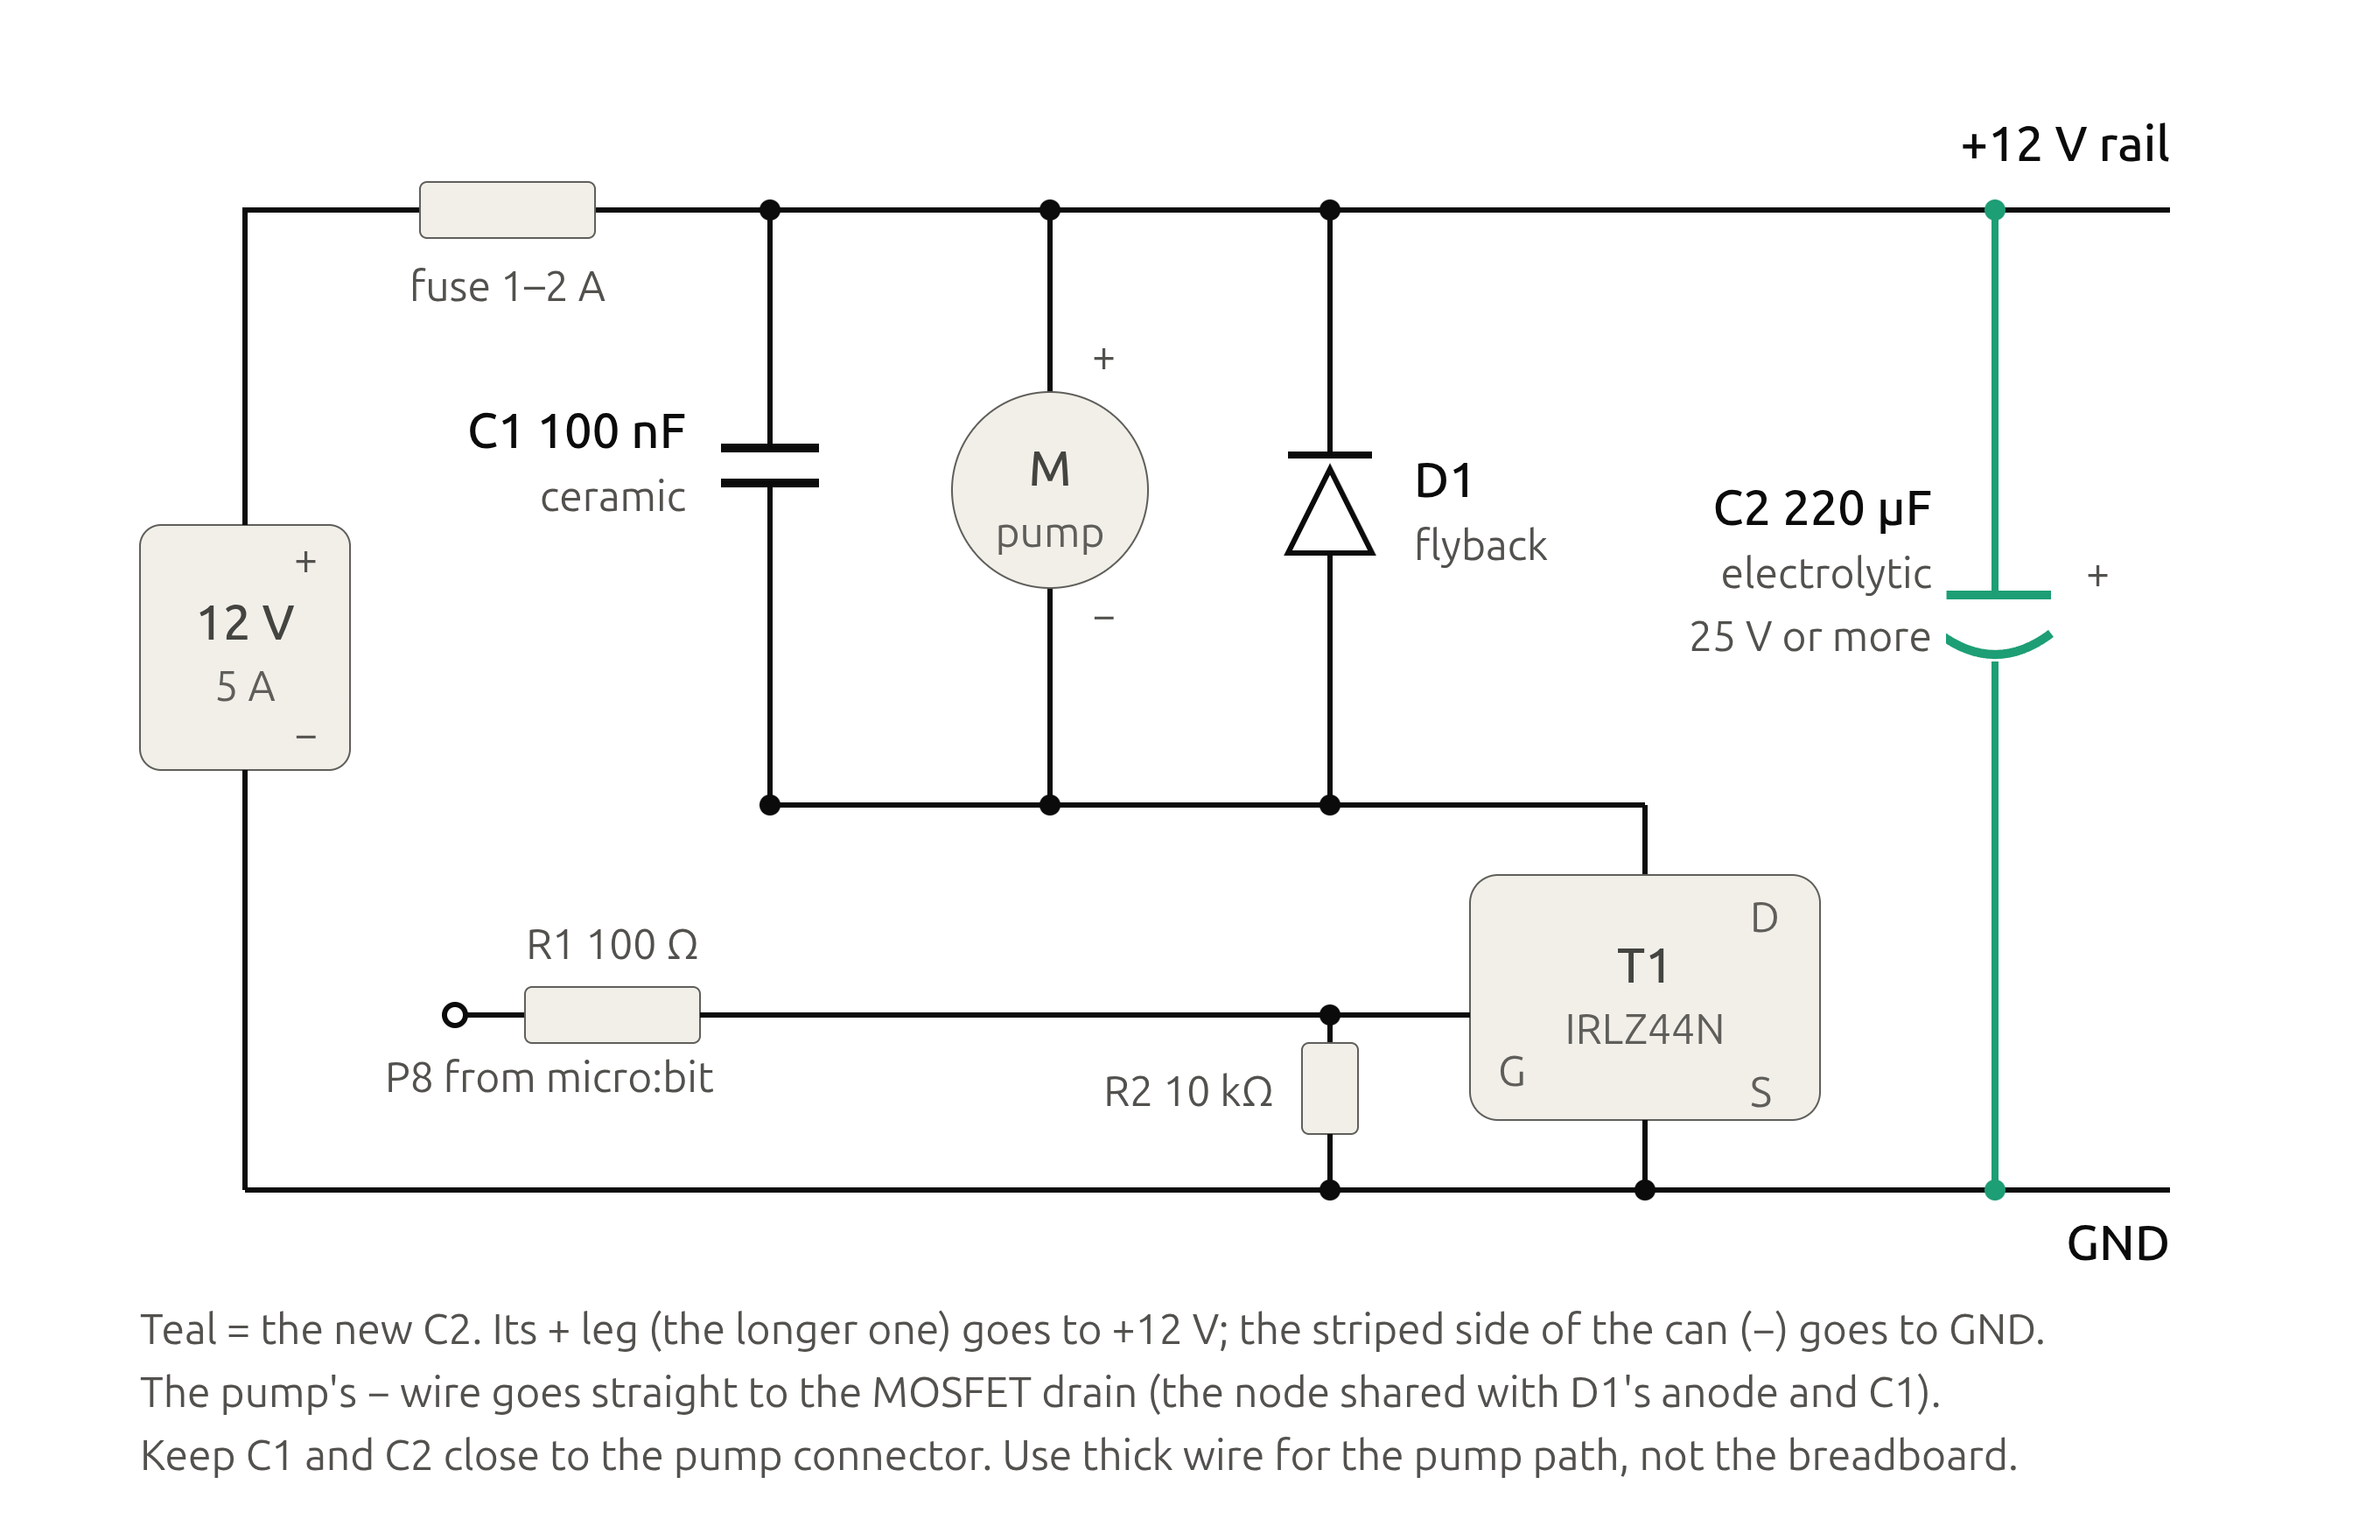 +12 V rail
fuse 1–2 A
+
C1 100 nF
ceramic
M
pump
–
D1
flyback
C2 220 µF
electrolytic
25 V or more
+
+
12 V
5 A
–
D
T1
IRLZ44N
G
S
R1 100 Ω
P8 from micro:bit
R2 10 kΩ
GND
Teal = the new C2. Its + leg (the longer one) goes to +12 V; the striped side of the can (–) goes to GND.
The pump's – wire goes straight to the MOSFET drain (the node shared with D1's anode and C1).
Keep C1 and C2 close to the pump connector. Use thick wire for the pump path, not the breadboard.